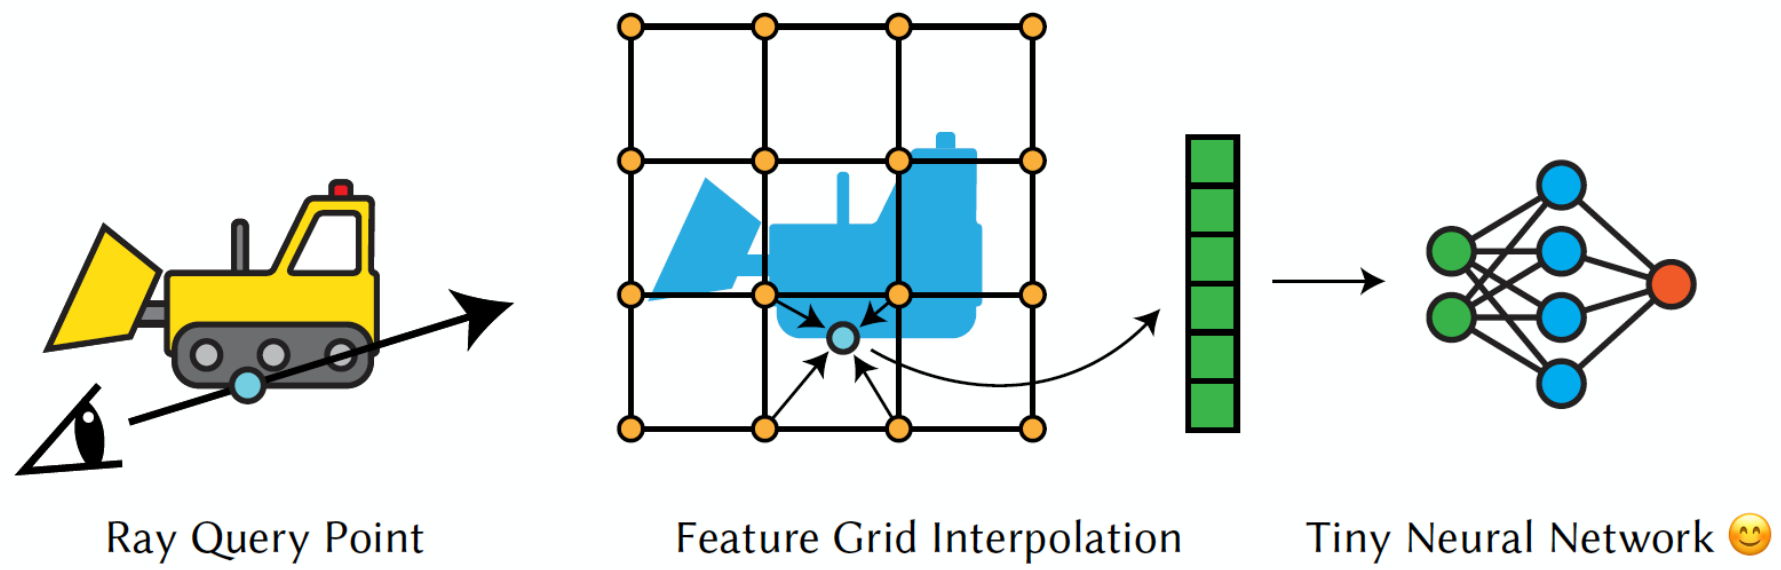 Ray Query Point
Feature Grid Interpolation
Tiny Neural Network 😊